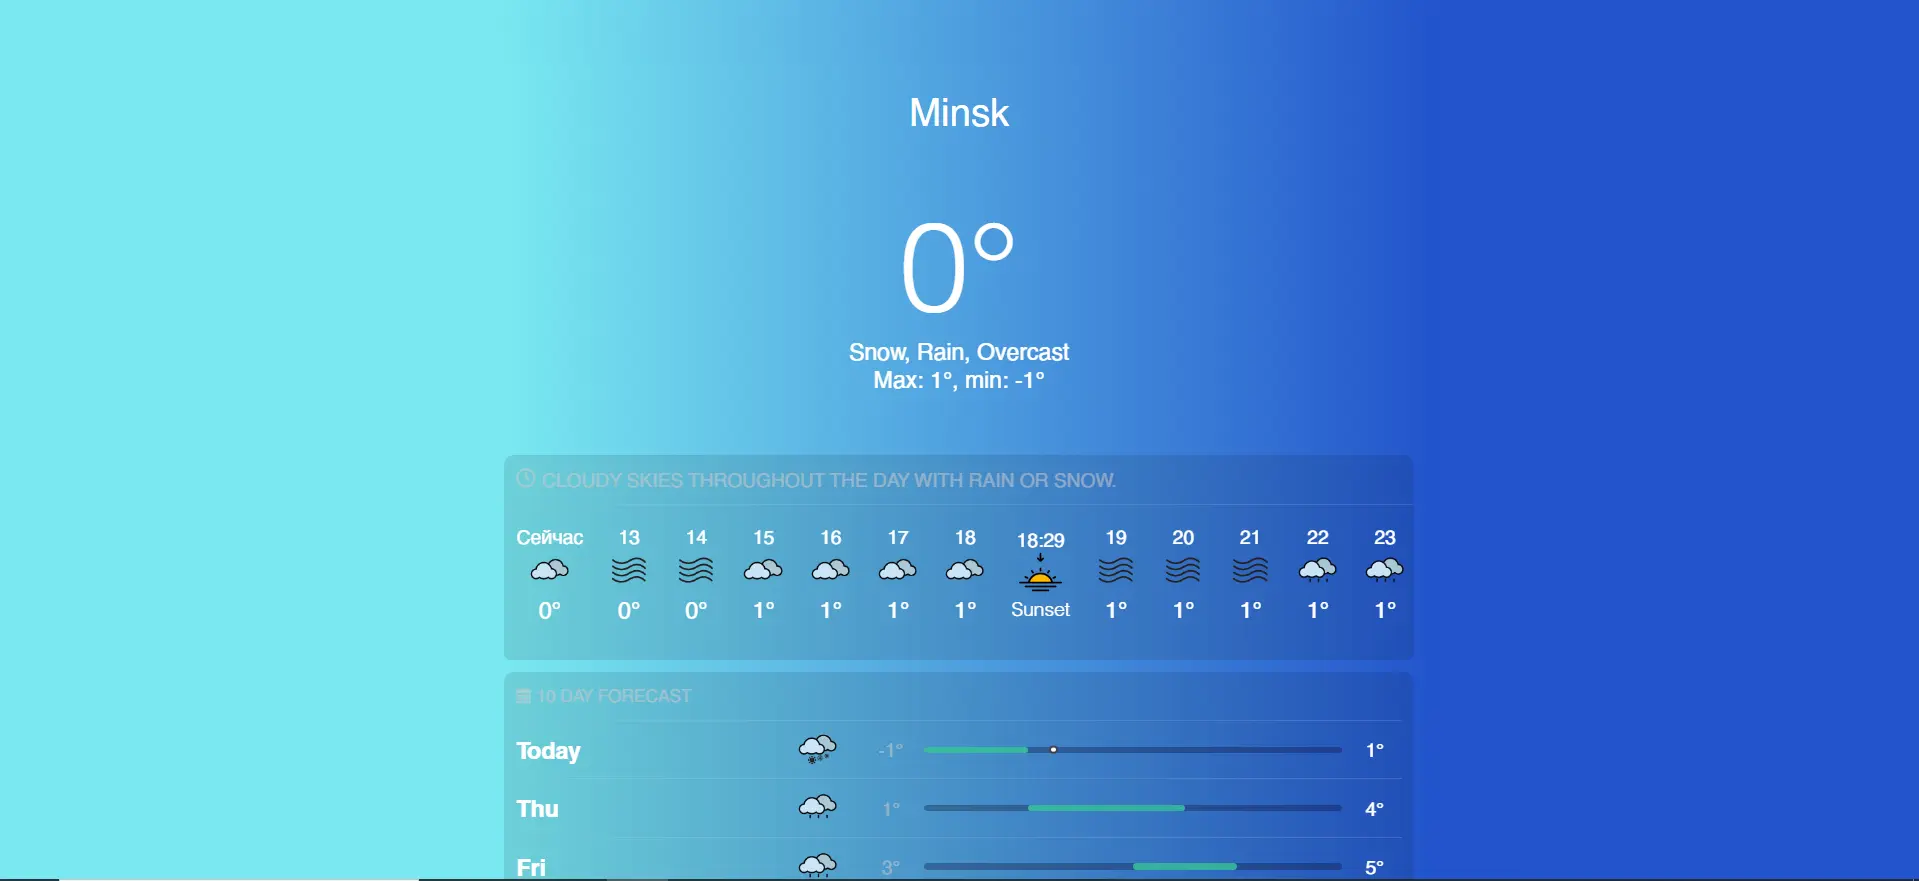 Minsk
0°
Snow, Rain, Overcast
Max: 1°, min: -1°
CLOUDY SKIES THROUGHOUT THE DAY WITH RAIN OR SNOW.
Сейчас 13 14 15 16 17 18 18:29 19 20 21 22 23
0° 0° 0° 1° 1° 1° 1° Sunset 1° 1° 1° 1° 1°
10 DAY FORECAST
Today -1° 1°
Thu 1° 4°
Fri 3° 5°